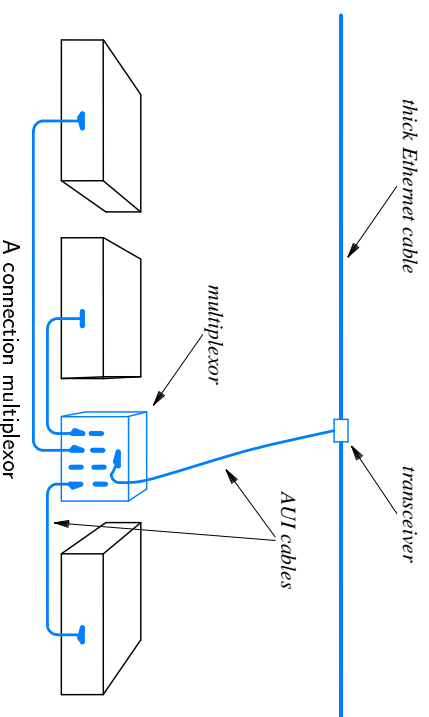 thick Ethernet cable
transceiver
multiplexor
AUI cables
A connection multiplexor